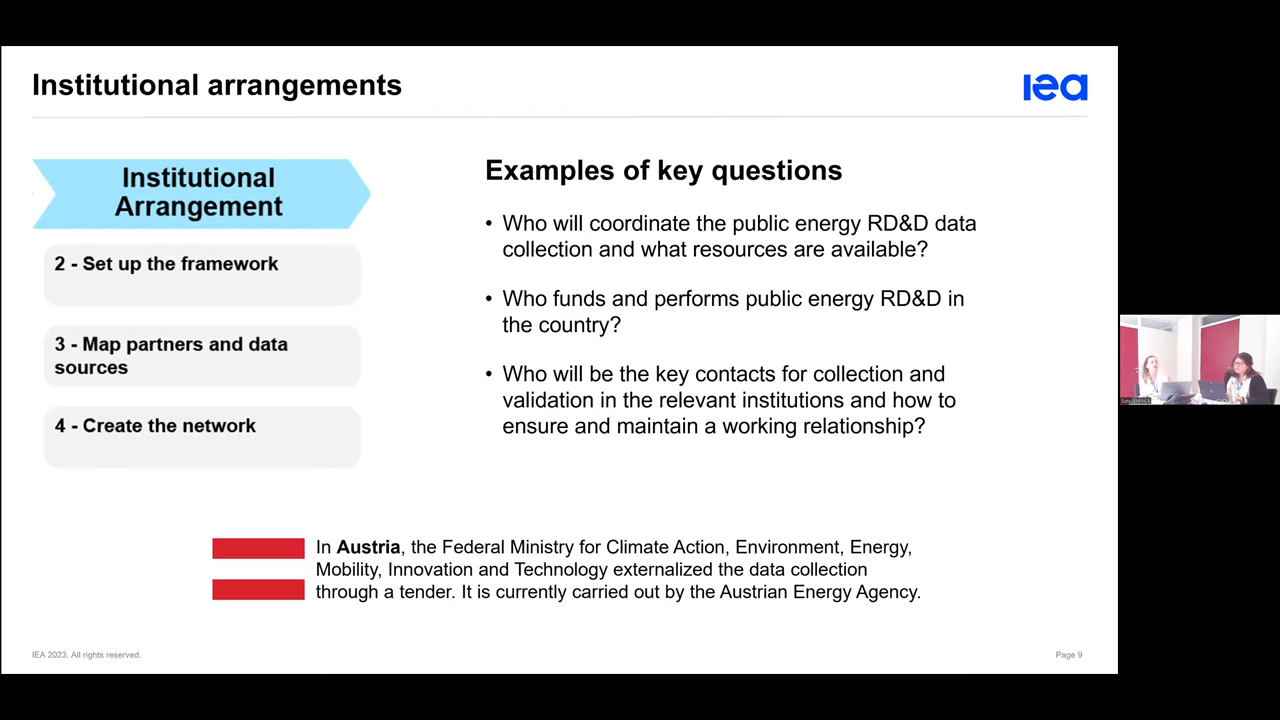 Institutional arrangements
iea
Institutional
Arrangement
2 - Set up the framework
3 - Map partners and data
sources
4 - Create the network
Examples of key questions
• Who will coordinate the public energy RD&D data
collection and what resources are available?
• Who funds and performs public energy RD&D in
the country?
• Who will be the key contacts for collection and
validation in the relevant institutions and how to
ensure and maintain a working relationship?
In Austria, the Federal Ministry for Climate Action, Environment, Energy,
Mobility, Innovation and Technology externalized the data collection
through a tender. It is currently carried out by the Austrian Energy Agency.
IEA 2023. All rights reserved.
Page 9